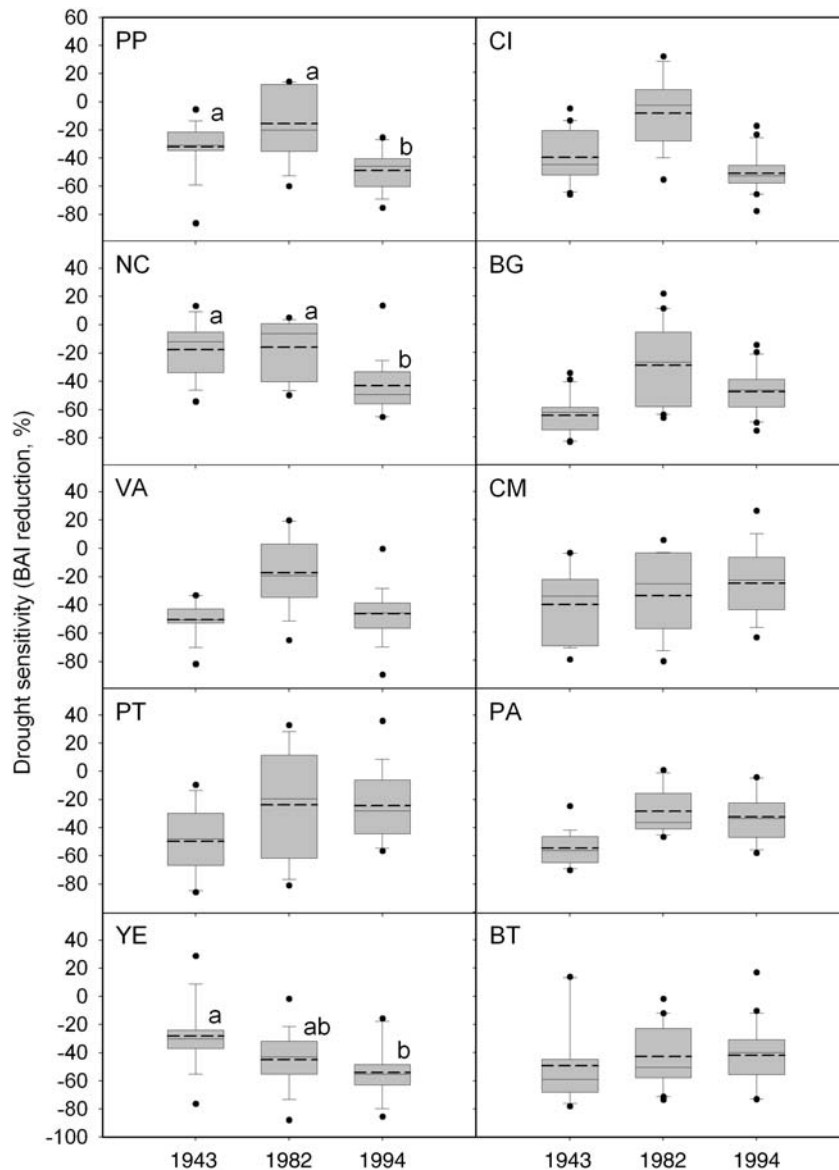 60
40
20
0
-20
-40
-60
-80
PP
a
a
b
CI
40
20
0
-20
-40
-60
-80
NC
a
a
b
BG
40
20
0
-20
-40
-60
-80
VA
CM
40
20
0
-20
-40
-60
-80
PT
PA
40
20
0
-20
-40
-60
-80
-100
YE
a
ab
b
BT
Drought sensitivity (BAI reduction, %)
1943 1982 1994 1943 1982 1994